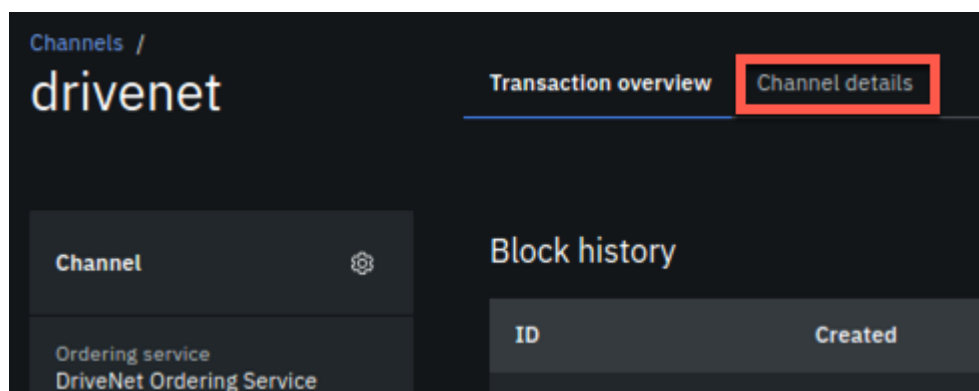 Channels /
drivenet
Transaction overview
Channel details
Channel
Ordering service
DriveNet Ordering Service
Block history
ID
Created